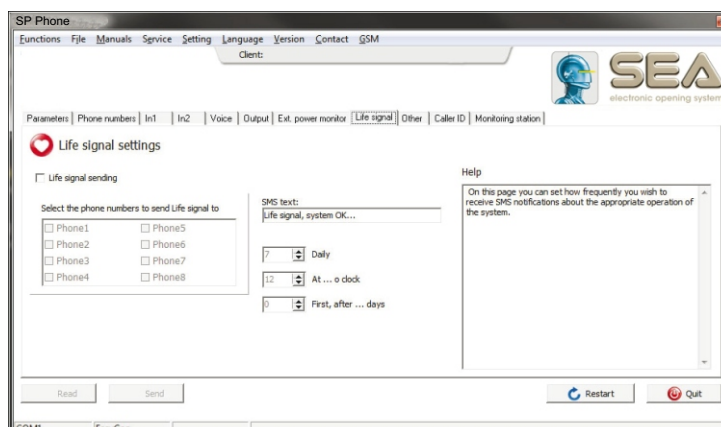 SP Phone
Functions File Manuals Service Setting Language Version Contact GSM
Client:
SEA
electronic opening system
Parameters Phone numbers In1 In2 Voice Output Ext. power monitor Life signal Other Caller ID Monitoring station
Life signal settings
Life signal sending
Select the phone numbers to send Life signal to
Phone1 Phone5
Phone2 Phone6
Phone3 Phone7
Phone4 Phone8
SMS text:
Life signal, system OK...
7 Daily
12 At ... o clock
0 First, after ... days
Help
On this page you can set how frequently you wish to
receive SMS notifications about the appropriate operation of
the system.
Read Send Restart Quit